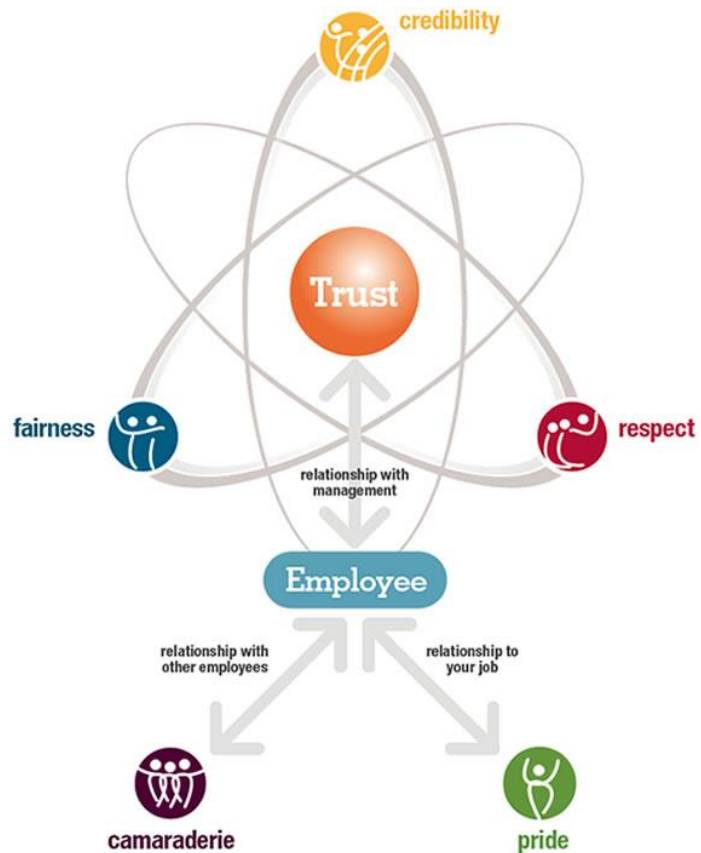 credibility
Trust
fairness
respect
relationship with
management
Employee
relationship with
other employees
relationship to
your job
camaraderie
pride